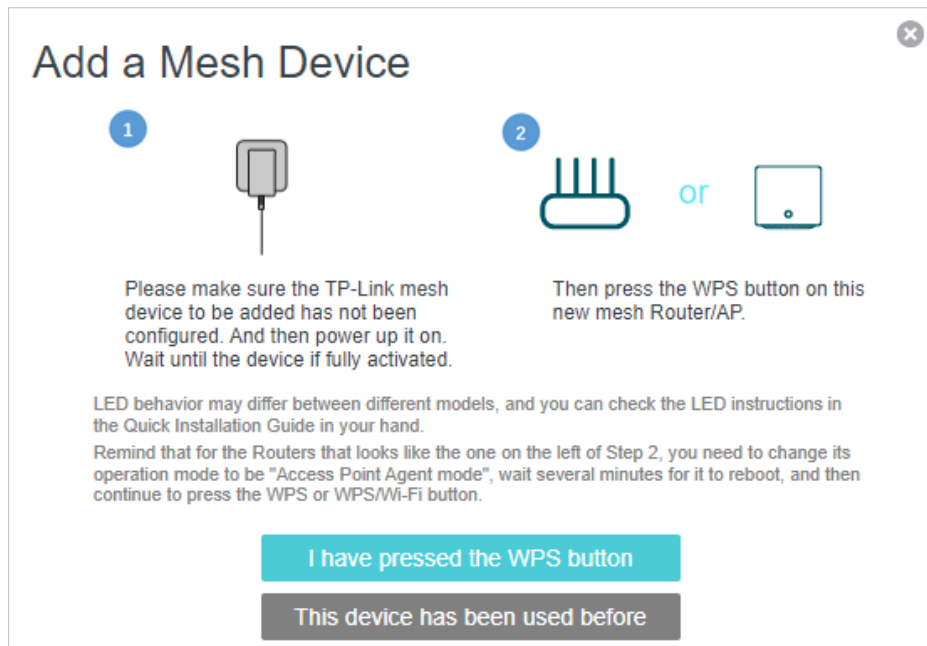 Add a Mesh Device
1
2
or
Please make sure the TP-Link mesh
device to be added has not been
configured. And then power up it on.
Wait until the device if fully activated.
Then press the WPS button on this
new mesh Router/AP.
LED behavior may differ between different models, and you can check the LED instructions in
the Quick Installation Guide in your hand.
Remind that for the Routers that looks like the one on the left of Step 2, you need to change its
operation mode to be "Access Point Agent mode", wait several minutes for it to reboot, and then
continue to press the WPS or WPS/Wi-Fi button.
I have pressed the WPS button
This device has been used before